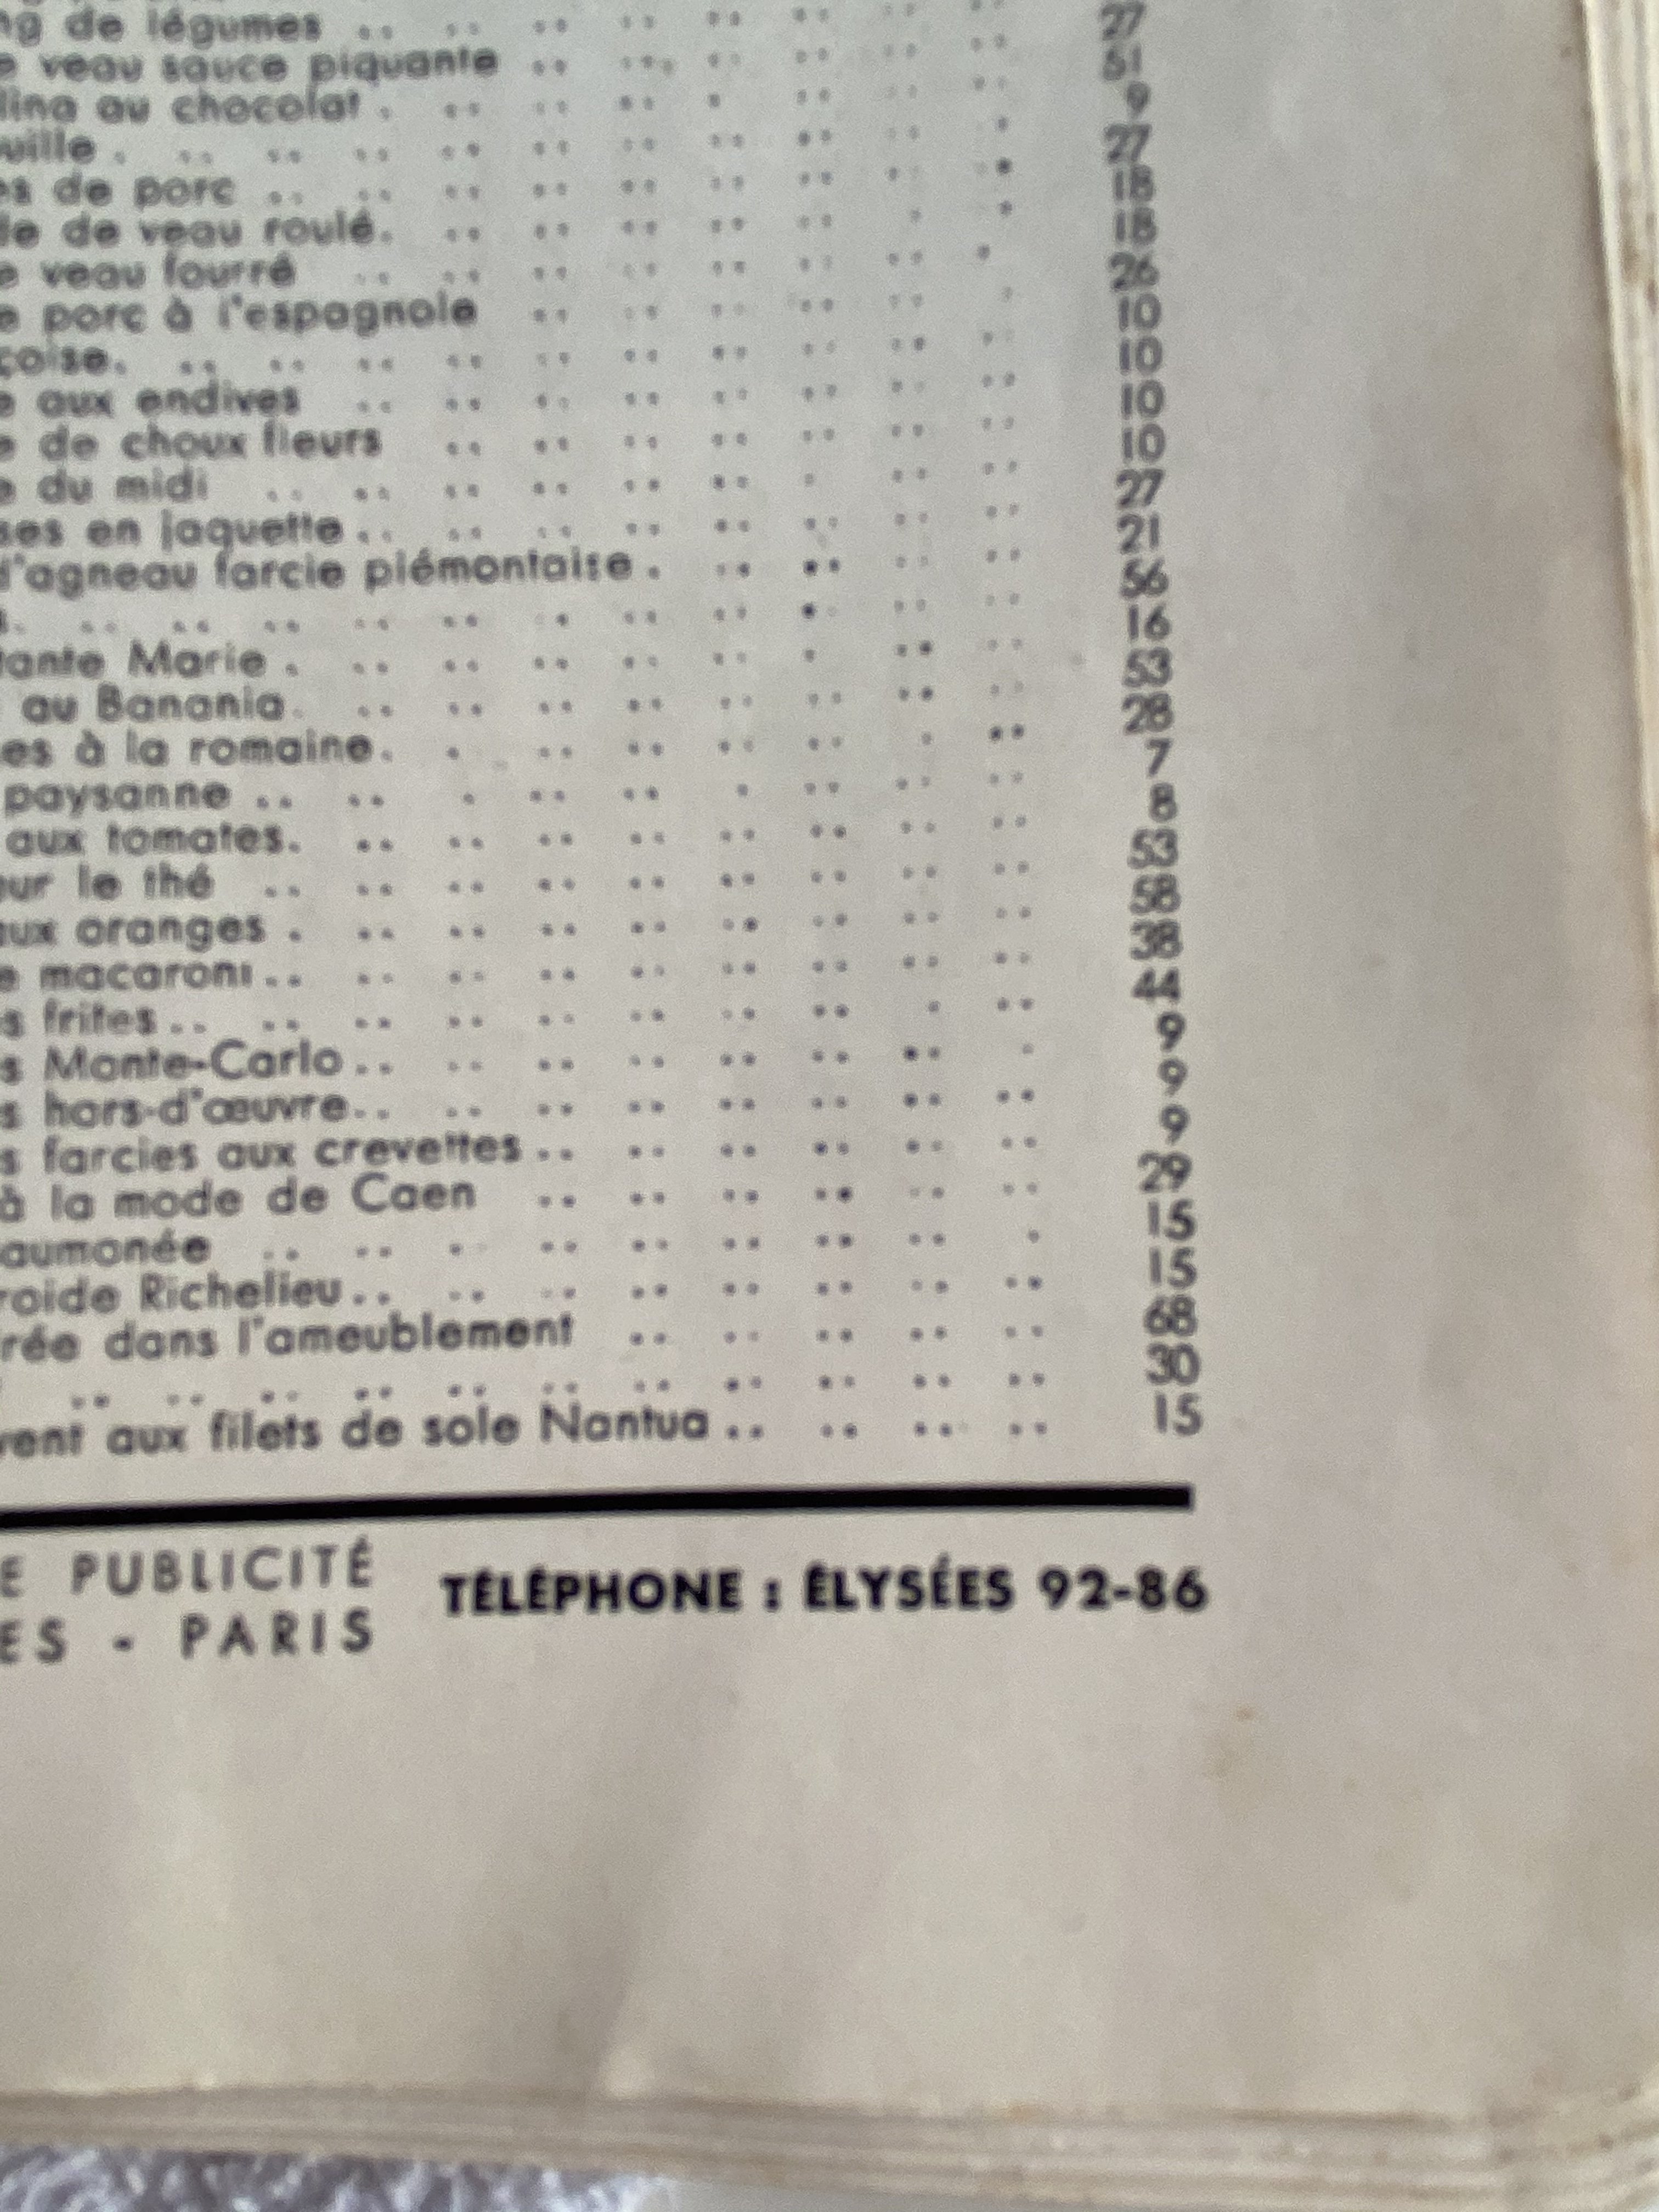 ng de légumes .. .. .. .. .. .. .. .. 27
e veau sauce piquante .. .. .. .. .. .. 51
lina au chocolat . .. .. .. . .. .. .. 9
uille . .. .. .. .. .. .. .. .. .. . 27
es de porc .. .. .. .. .. .. .. .. . 18
le de veau roulé. .. .. .. .. .. . . 18
e veau fourré .. .. .. .. .. .. .. . 26
e porc à l'espagnole .. .. .. .. .. . 10
çoise. .. .. .. .. .. .. .. .. .. .. 10
e aux endives .. .. .. .. .. .. .. .. 10
e de choux fleurs .. .. .. .. .. .. .. 10
e du midi .. .. .. .. .. .. . .. .. 27
ses en jaquette .. .. .. .. .. .. .. .. 21
d'agneau farcie piémontaise . .. .. .. .. 56
. .. .. .. .. .. . .. .. . .. .. 16
tante Marie . .. .. .. .. .. . .. .. 53
au Banania. .. .. .. .. .. .. .. .. 28
es à la romaine. . .. .. .. .. . .. 7
paysanne .. .. . .. .. . .. .. .. 8
aux tomates. .. .. .. .. .. .. .. .. 53
ur le thé .. .. .. .. .. .. .. .. .. 58
aux oranges . .. .. .. .. .. .. .. .. 38
e macaroni .. .. .. .. .. .. .. .. .. 44
s frites .. .. .. .. .. .. .. .. . .. 9
s Monte-Carlo .. .. .. .. .. .. .. . 9
s hors-d'œuvre.. .. .. .. .. .. .. .. 9
s farcies aux crevettes .. .. .. .. .. .. 29
à la mode de Caen .. .. .. .. .. .. 15
aumonée .. .. . .. .. .. .. .. . 15
roide Richelieu .. .. .. .. .. .. .. .. 68
rée dans l'ameublement .. .. .. .. .. 30
vent aux filets de sole Nantua .. .. .. .. 15
E PUBLICITÉ
ES - PARIS
TÉLÉPHONE : ÉLYSÉES 92-86